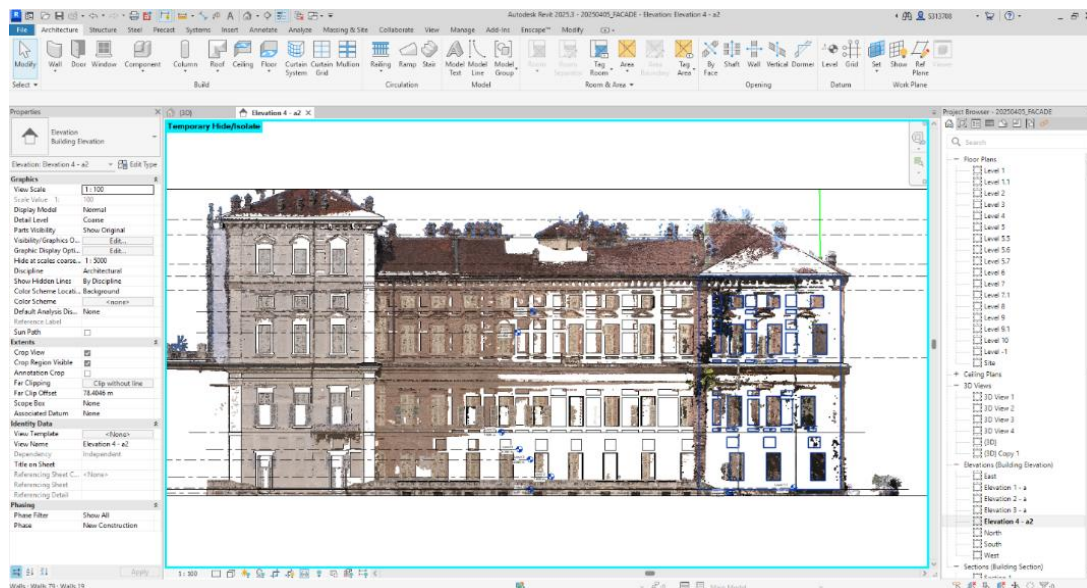 Autodesk Revit 2025.3 - 20250405_FACADE - Elevation: Elevation 4 - a2
S313788
File Architecture Structure Steel Precast Systems Insert Annotate Analyze Massing & Site Collaborate View Manage Add-Ins Enscape™ Modify
Modify Wall Door Window Component Column Roof Ceiling Floor Curtain System Curtain Grid Mullion Railing Ramp Stair Model Text Model Line Model Group Room Room Separator Tag Room Area Area Boundary Tag Area By Face Shaft Wall Vertical Dormer Level Grid Set Show Ref Plane Viewer
Select Build Circulation Model Room & Area Opening Datum Work Plane
Properties
Elevation
Building Elevation
Elevation: Elevation 4 - a2 Edit Type
Graphics
View Scale 1 : 100
Scale Value 1: 100
Display Model Normal
Detail Level Coarse
Parts Visibility Show Original
Visibility/Graphics O... Edit...
Graphic Display Opti... Edit...
Hide at scales coarse... 1 : 5000
Discipline Architectural
Show Hidden Lines By Discipline
Color Scheme Locati... Background
Color Scheme <none>
Default Analysis Dis... None
Reference Label
Sun Path
Extents
Crop View
Crop Region Visible
Annotation Crop
Far Clipping Clip without line
Far Clip Offset 78.4046 m
Scope Box None
Associated Datum None
Identity Data
View Template <None>
View Name Elevation 4 - a2
Dependency Independent
Title on Sheet
Referencing Sheet C... <None>
Referencing Sheet
Referencing Detail
Phasing
Phase Filter Show All
Phase New Construction
Apply
{3D}
Elevation 4 - a2
Temporary Hide/Isolate
1 : 100
Project Browser - 20250405_FACADE
Search
Floor Plans
Level 1
Level 1.1
Level 2
Level 3
Level 4
Level 5
Level 5.5
Level 5.6
Level 5.7
Level 6
Level 7
Level 7.1
Level 8
Level 9
Level 9.1
Level 10
Level -1
Site
Ceiling Plans
3D Views
3D View 1
3D View 2
3D View 3
3D View 4
{3D}
{3D} Copy 1
Elevations (Building Elevation)
East
Elevation 1 - a
Elevation 2 - a
Elevation 3 - a
Elevation 4 - a2
North
South
West
Sections (Building Section)
Main Model